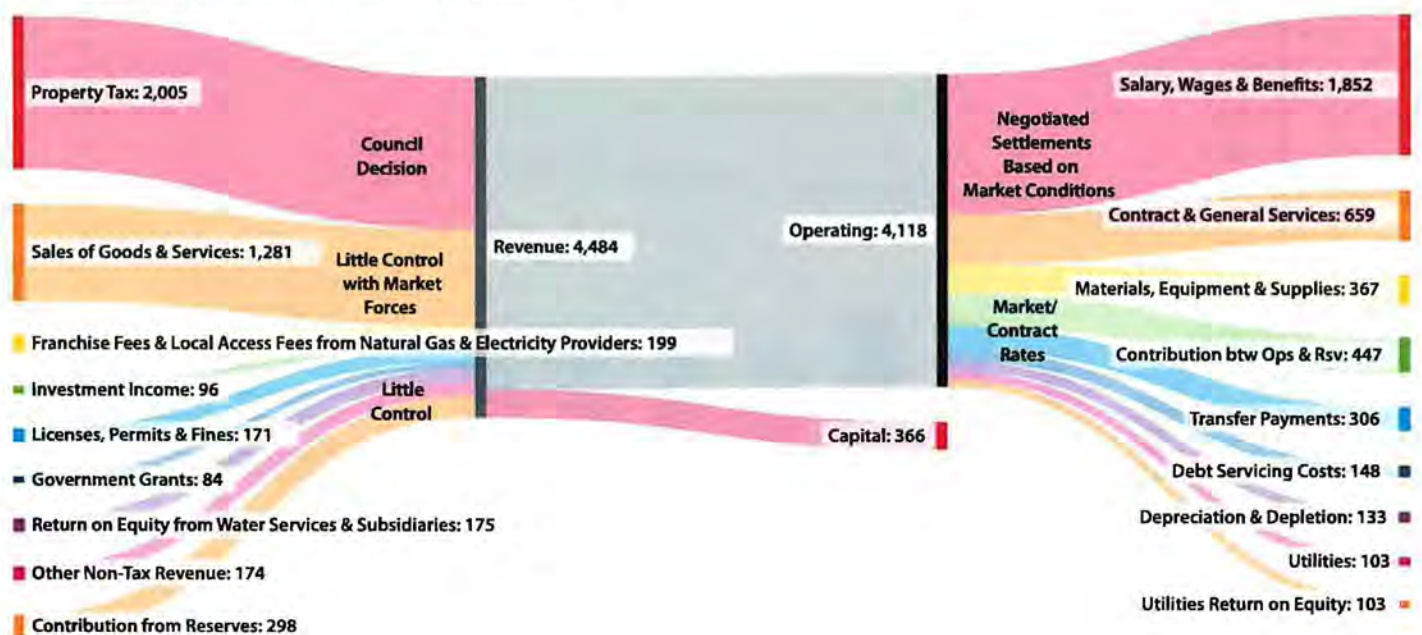 Property Tax: 2,005
Sales of Goods & Services: 1,281
Franchise Fees & Local Access Fees from Natural Gas & Electricity Providers: 199
Investment Income: 96
Licenses, Permits & Fines: 171
Government Grants: 84
Return on Equity from Water Services & Subsidiaries: 175
Other Non-Tax Revenue: 174
Contribution from Reserves: 298
Council
Decision
Little Control
with Market
Forces
Little
Control
Revenue: 4,484
Operating: 4,118
Capital: 366
Negotiated
Settlements
Based on
Market Conditions
Market/
Contract
Rates
Salary, Wages & Benefits: 1,852
Contract & General Services: 659
Materials, Equipment & Supplies: 367
Contribution btw Ops & Rsv: 447
Transfer Payments: 306
Debt Servicing Costs: 148
Depreciation & Depletion: 133
Utilities: 103
Utilities Return on Equity: 103